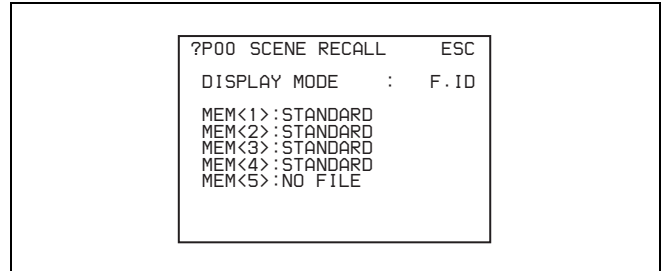 ?P00 SCENE RECALL ESC
DISPLAY MODE : F.ID
MEM<1>:STANDARD
MEM<2>:STANDARD
MEM<3>:STANDARD
MEM<4>:STANDARD
MEM<5>:NO FILE